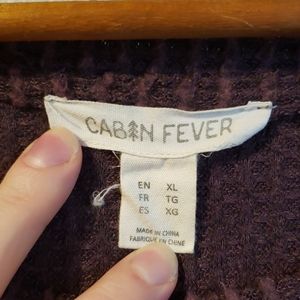 CABIN FEVER
EN XL
FR TG
ES XG
MADE IN CHINA
FABRIQUÉ EN CHINE